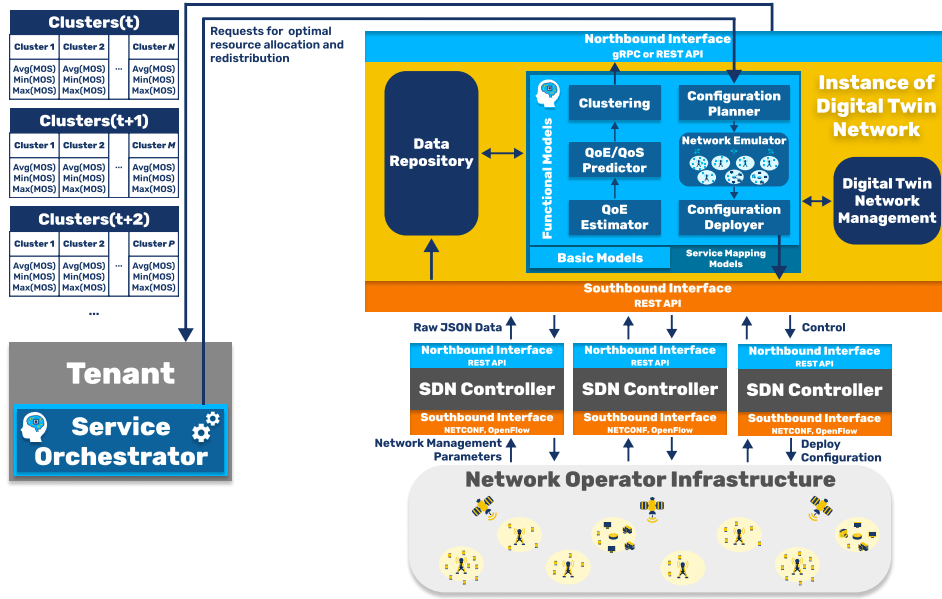 Clusters(t)
Cluster 1 Cluster 2 ... Cluster N
Avg(MOS) Avg(MOS) Avg(MOS)
Min(MOS) Min(MOS) Min(MOS)
Max(MOS) Max(MOS) Max(MOS)
Clusters(t+1)
Cluster 1 Cluster 2 ... Cluster M
Avg(MOS) Avg(MOS) Avg(MOS)
Min(MOS) Min(MOS) Min(MOS)
Max(MOS) Max(MOS) Max(MOS)
Clusters(t+2)
Cluster 1 Cluster 2 ... Cluster P
Avg(MOS) Avg(MOS) Avg(MOS)
Min(MOS) Min(MOS) Min(MOS)
Max(MOS) Max(MOS) Max(MOS)
...
Requests for optimal
resource allocation and
redistribution
Tenant
Service
Orchestrator
Northbound Interface
gRPC or REST API
Instance of
Digital Twin
Network
Data
Repository
Functional Models
Clustering
QoE/QoS
Predictor
QoE
Estimator
Configuration
Planner
Network Emulator
Configuration
Deployer
Basic Models
Service Mapping
Models
Digital Twin
Network
Management
Southbound Interface
REST API
Raw JSON Data
Control
Northbound Interface
REST API
SDN Controller
Southbound Interface
NETCONF, OpenFlow
Northbound Interface
REST API
SDN Controller
Southbound Interface
NETCONF, OpenFlow
Northbound Interface
REST API
SDN Controller
Southbound Interface
NETCONF, OpenFlow
Network Management
Parameters
Deploy
Configuration
Network Operator Infrastructure